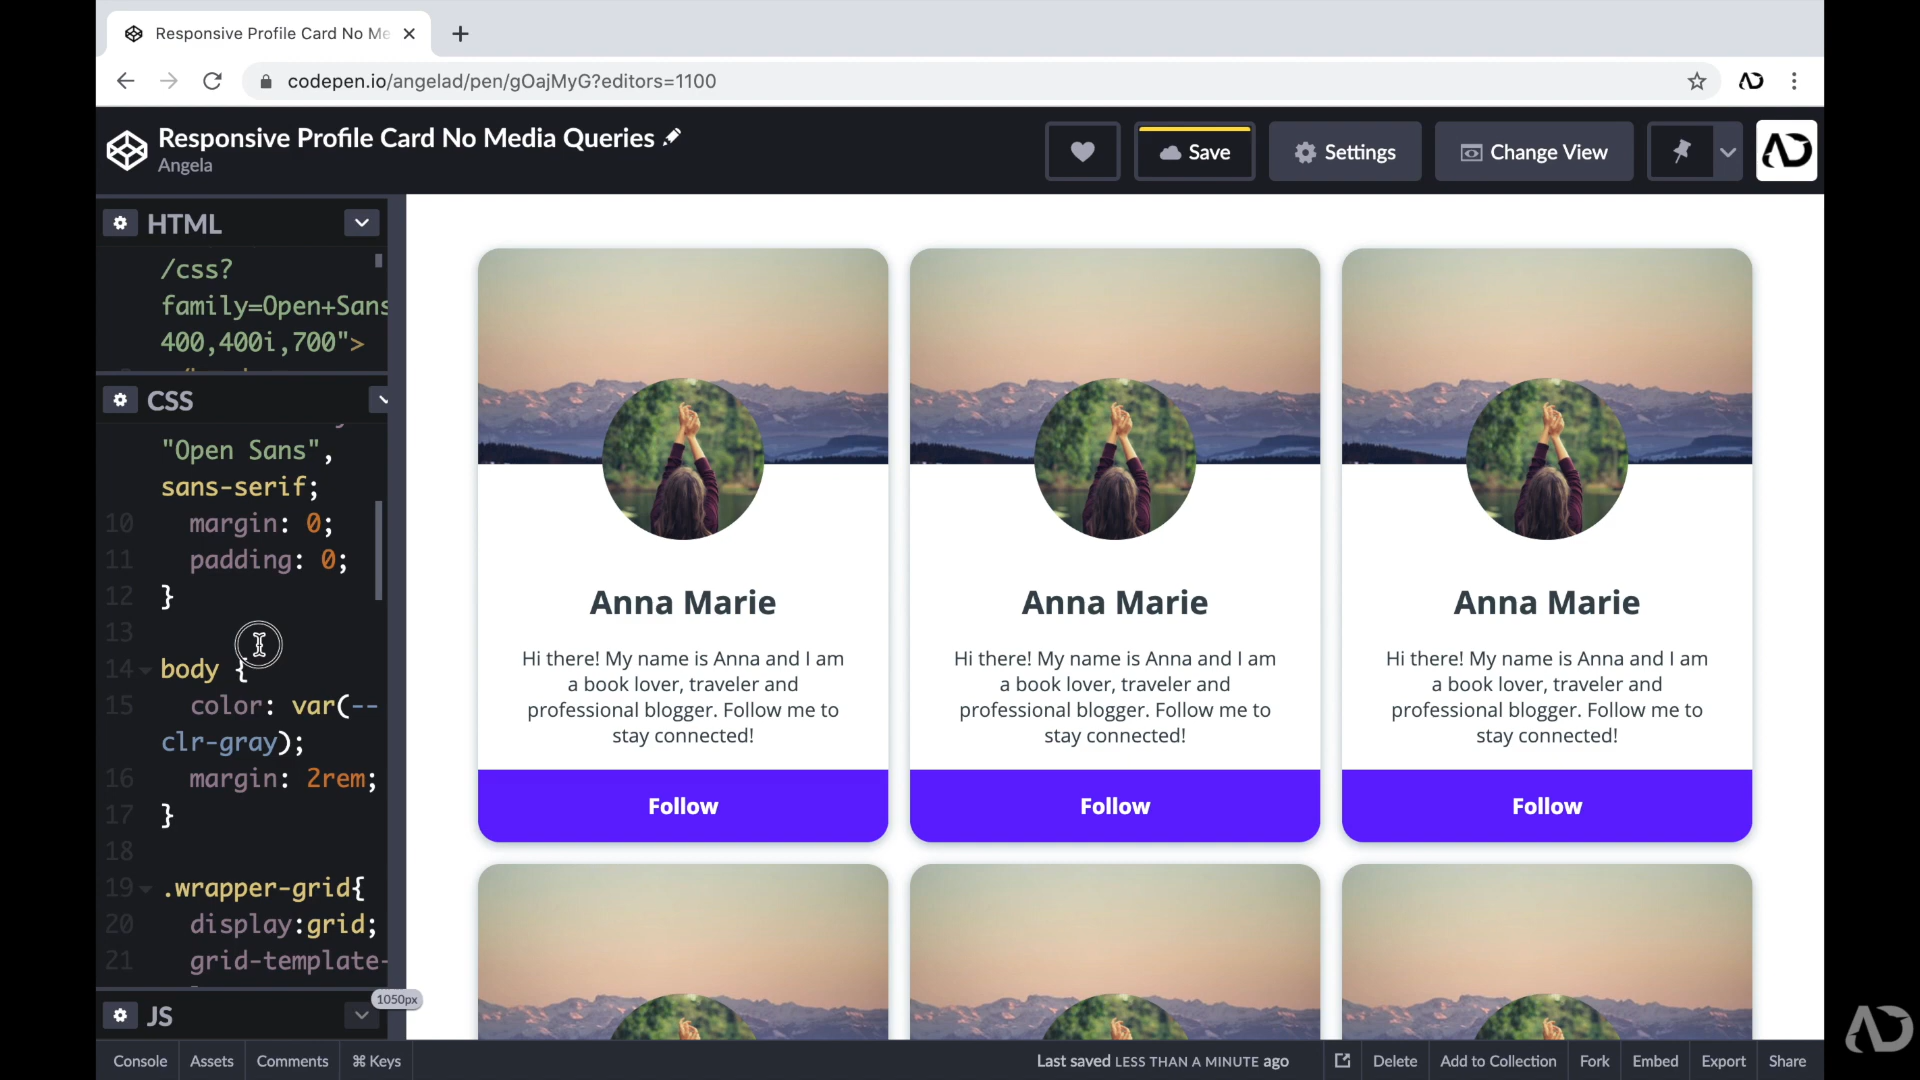 Responsive Profile Card No Me
codepen.io/angelad/pen/gOajMyG?editors=1100
Responsive Profile Card No Media Queries
Angela
Save
Settings
Change View
HTML
/css?
family=Open+Sans
400,400i,700">
CSS
"Open Sans",
sans-serif;
10 margin: 0;
11 padding: 0;
12 }
13
14 body {
15 color: var(--
clr-gray);
16 margin: 2rem;
17 }
18
19 .wrapper-grid{
20 display:grid;
21 grid-template-
1050px
JS
Anna Marie
Hi there! My name is Anna and I am
a book lover, traveler and
professional blogger. Follow me to
stay connected!
Follow
Anna Marie
Hi there! My name is Anna and I am
a book lover, traveler and
professional blogger. Follow me to
stay connected!
Follow
Anna Marie
Hi there! My name is Anna and I am
a book lover, traveler and
professional blogger. Follow me to
stay connected!
Follow
Console Assets Comments ⌘ Keys Last saved LESS THAN A MINUTE ago Delete Add to Collection Fork Embed Export Share